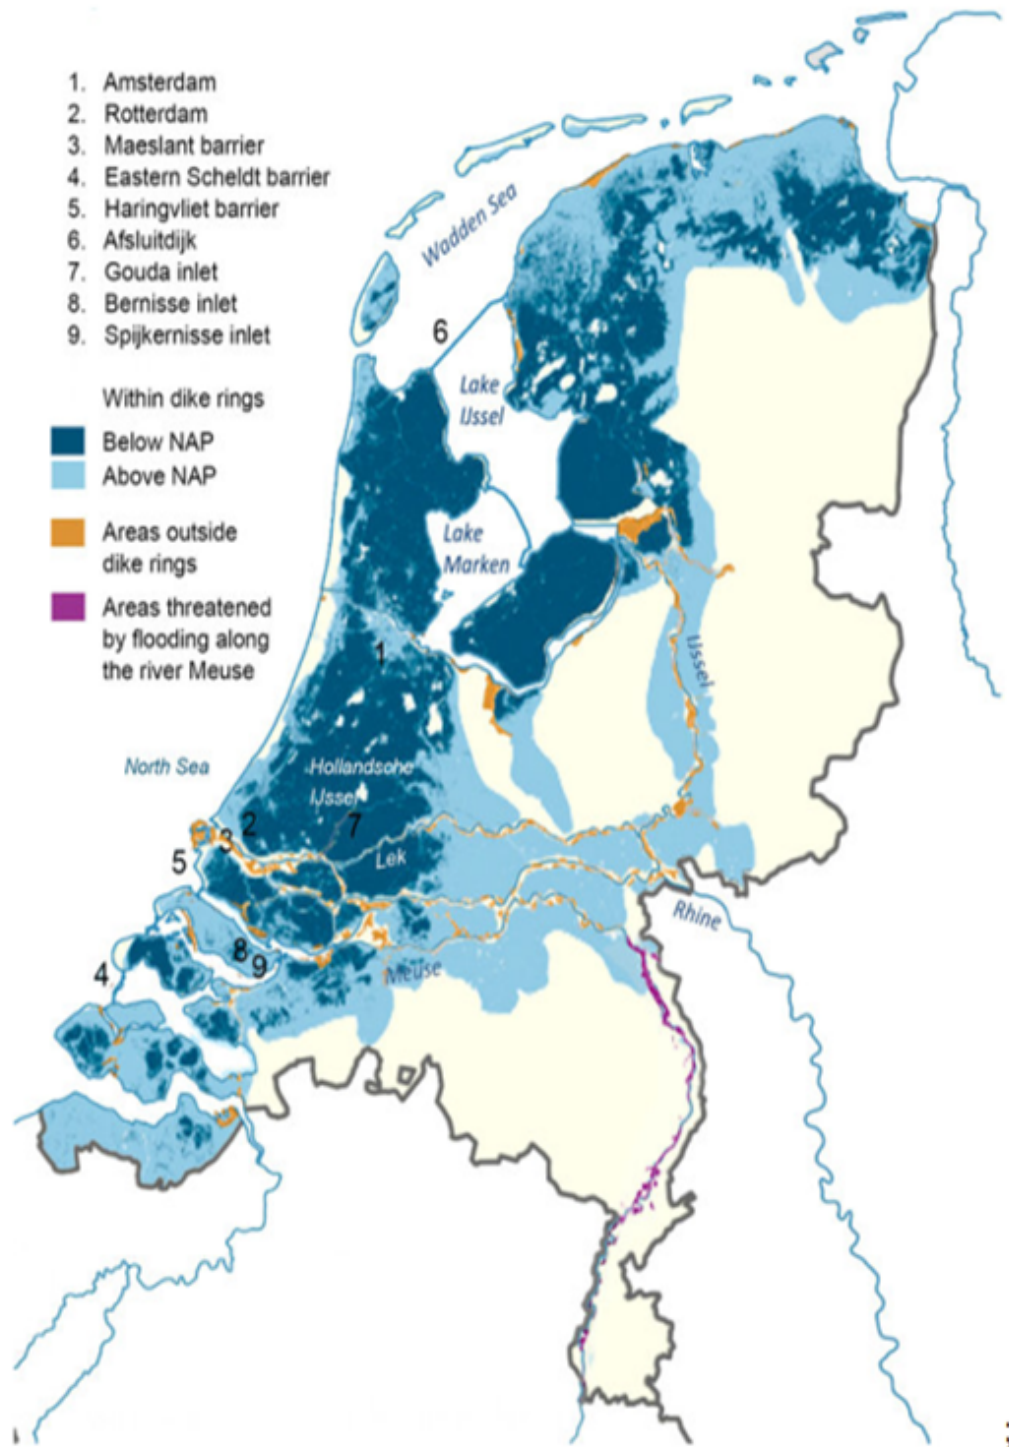 1. Amsterdam
2. Rotterdam
3. Maeslant barrier
4. Eastern Scheldt barrier
5. Haringvliet barrier
6. Afsluitdijk
7. Gouda inlet
8. Bernisse inlet
9. Spijkernisse inlet
Within dike rings
Below NAP
Above NAP
Areas outside
dike rings
Areas threatened
by flooding along
the river Meuse
Wadden Sea
6
Lake
IJssel
Lake
Marken
1
IJssel
North Sea
Hollandsche
IJssel
2
3
7
5
Lek
Rhine
8
9
4
Meuse